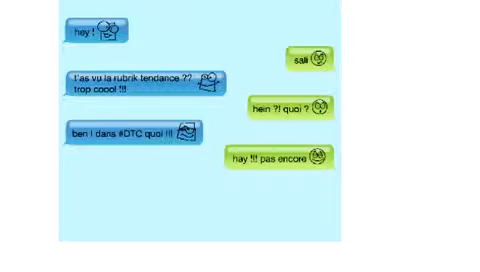 hey !
sali
t'as vu la rubrik tendance ??
trop coool !!!
hein ?! quoi ?
ben ! dans #DTC quoi !!!
hay !!! pas encore